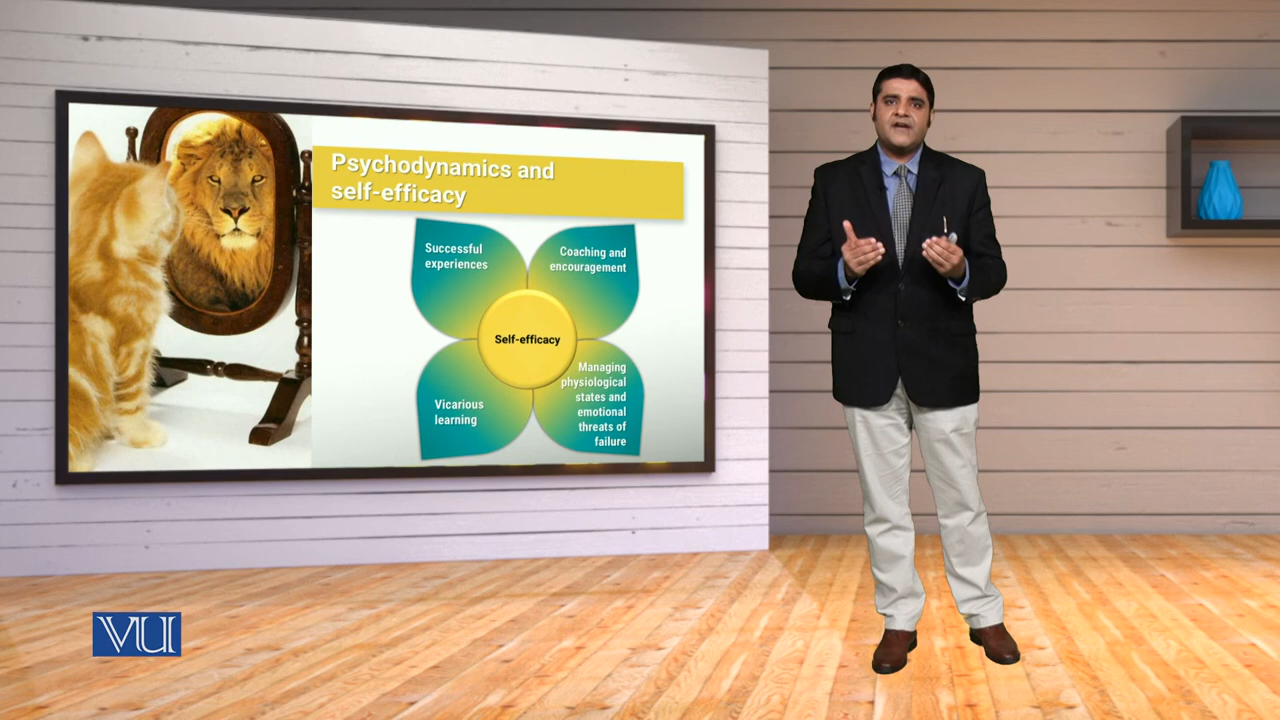 Psychodynamics and
self-efficacy
Successful
experiences
Coaching and
encouragement
Self-efficacy
Vicarious
learning
Managing
physiological
states and
emotional
threats of
failure
VU